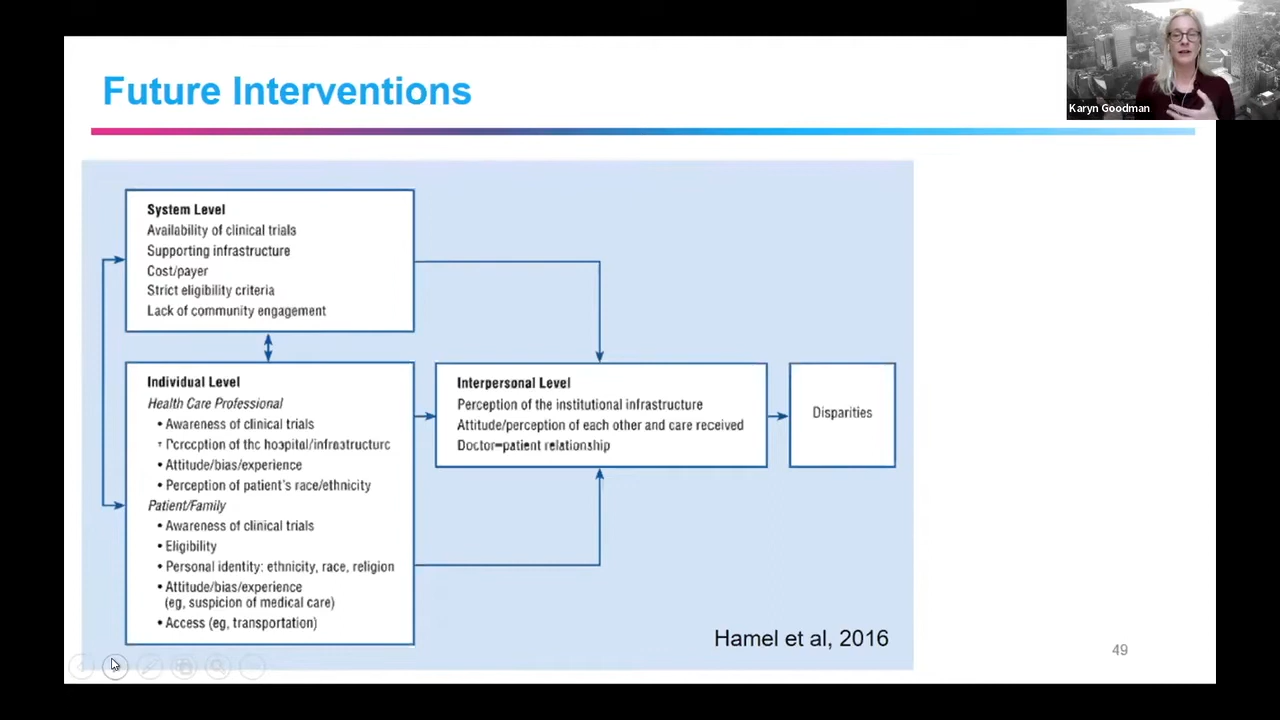 Future Interventions
Karyn Goodman
System Level
Availability of clinical trials
Supporting infrastructure
Cost/payer
Strict eligibility criteria
Lack of community engagement
Individual Level
Health Care Professional
• Awareness of clinical trials
• Perception of the hospital/infrastructure
• Attitude/bias/experience
• Perception of patient's race/ethnicity
Patient/Family
• Awareness of clinical trials
• Eligibility
• Personal identity: ethnicity, race, religion
• Attitude/bias/experience
(eg, suspicion of medical care)
• Access (eg, transportation)
Interpersonal Level
Perception of the institutional infrastructure
Attitude/perception of each other and care received
Doctor–patient relationship
Disparities
Hamel et al, 2016
49